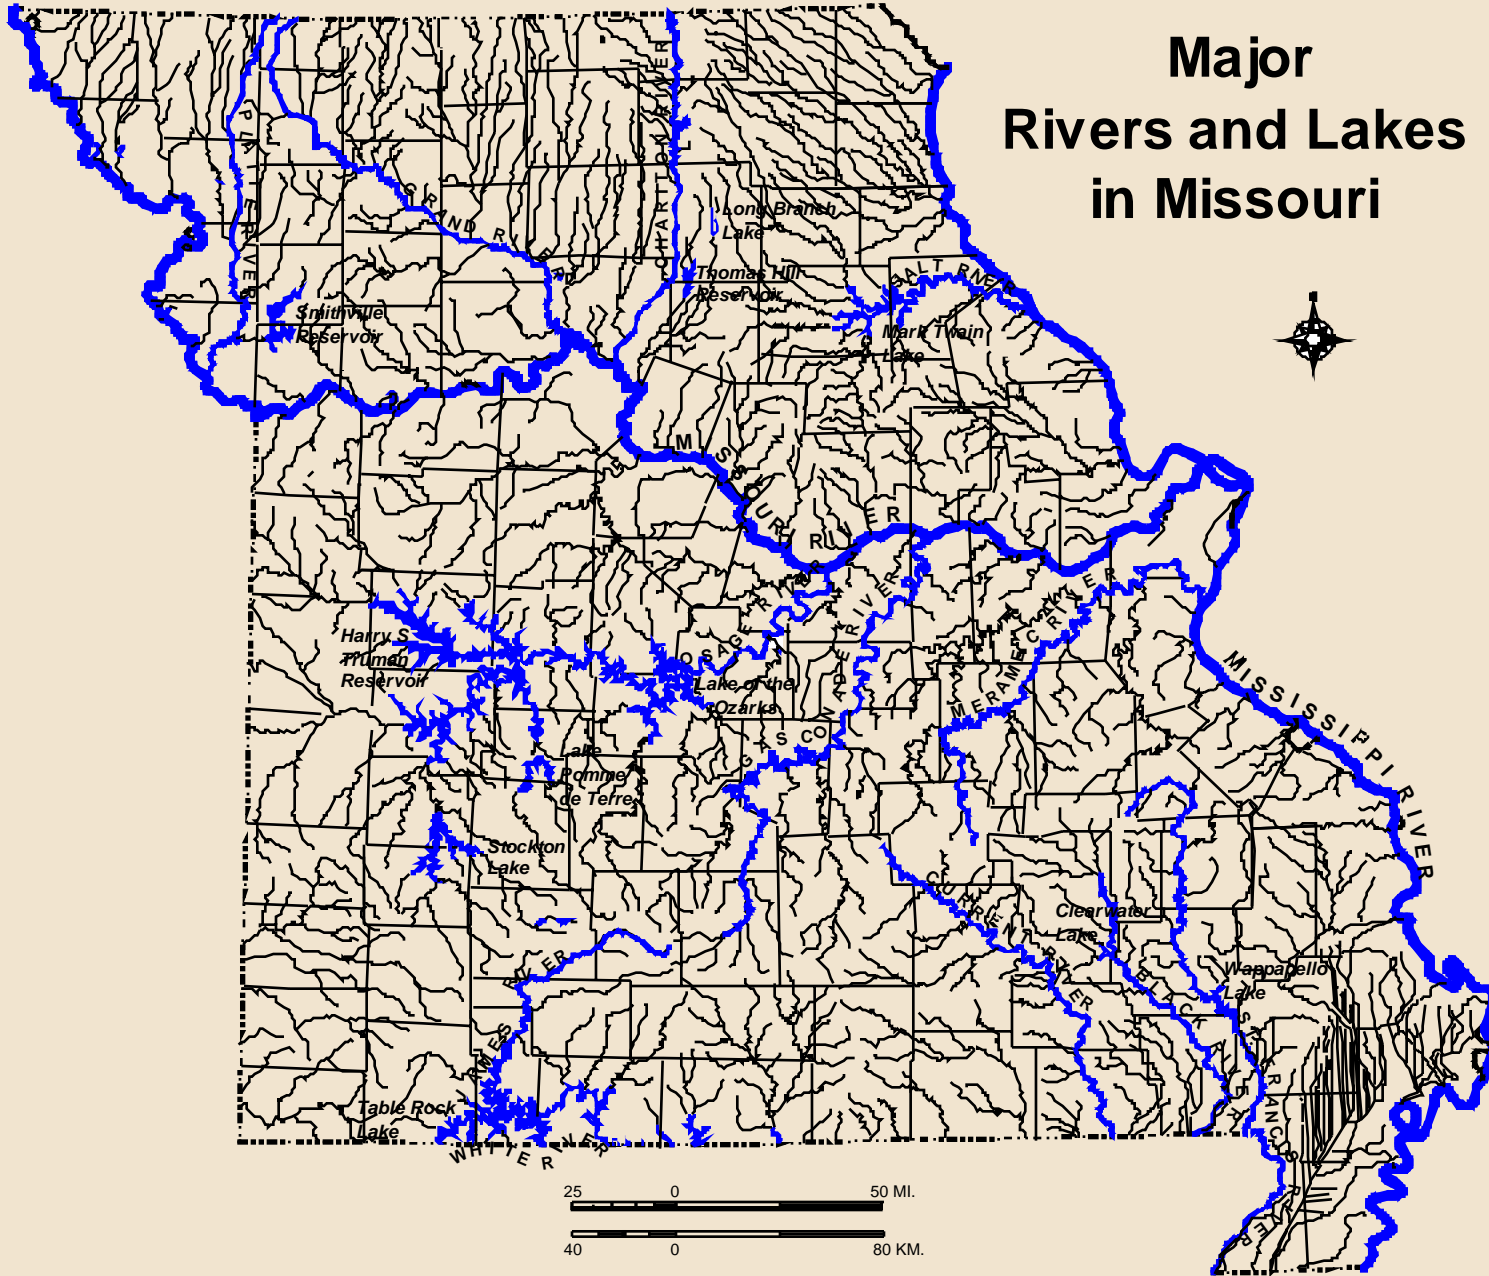 Major
Rivers and Lakes
in Missouri
PLATTE RIVER
GRAND RIVER
CHARITON RIVER
Long Branch
Lake
Thomas Hill
Reservoir
SALT RIVER
Mark Twain
Lake
Smithville
Reservoir
MISSOURI RIVER
OSAGE RIVER
GASCONADE RIVER
MERAMEC RIVER
Harry S
Truman
Reservoir
Lake of the
Ozarks
MISSISSIPPI RIVER
Lake
Pomme
de Terre
Stockton
Lake
CURRENT RIVER
Clearwater
Lake
Wappapello
Lake
BLACK RIVER
ST FRANCIS RIVER
JAMES RIVER
Table Rock
Lake
WHITE RIVER
25 0 50 MI.
40 0 80 KM.